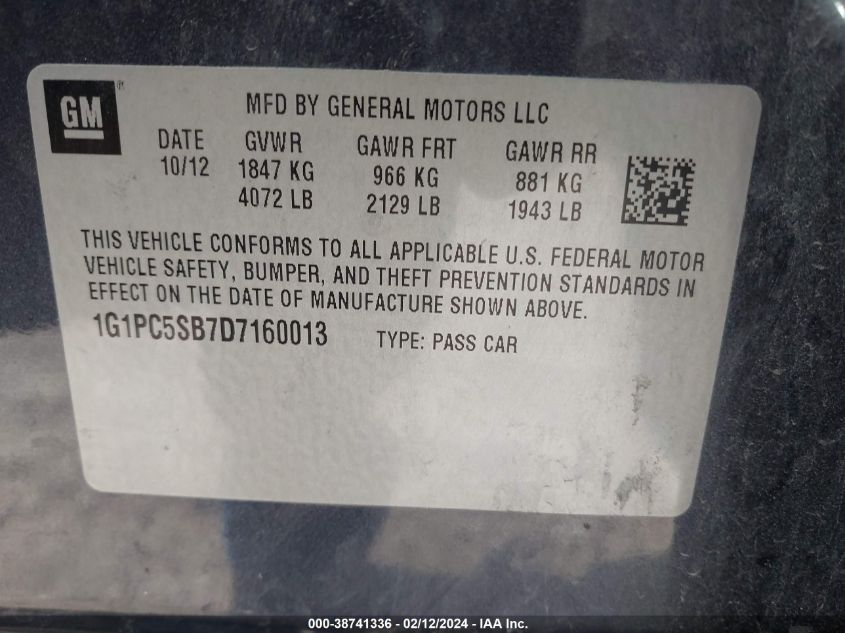 GM®
MFD BY GENERAL MOTORS LLC
DATE GVWR GAWR FRT GAWR RR
10/12 1847 KG 966 KG 881 KG
4072 LB 2129 LB 1943 LB
THIS VEHICLE CONFORMS TO ALL APPLICABLE U.S. FEDERAL MOTOR
VEHICLE SAFETY, BUMPER, AND THEFT PREVENTION STANDARDS IN
EFFECT ON THE DATE OF MANUFACTURE SHOWN ABOVE.
1G1PC5SB7D7160013 TYPE: PASS CAR
000-38741336 - 02/12/2024 - IAA Inc.